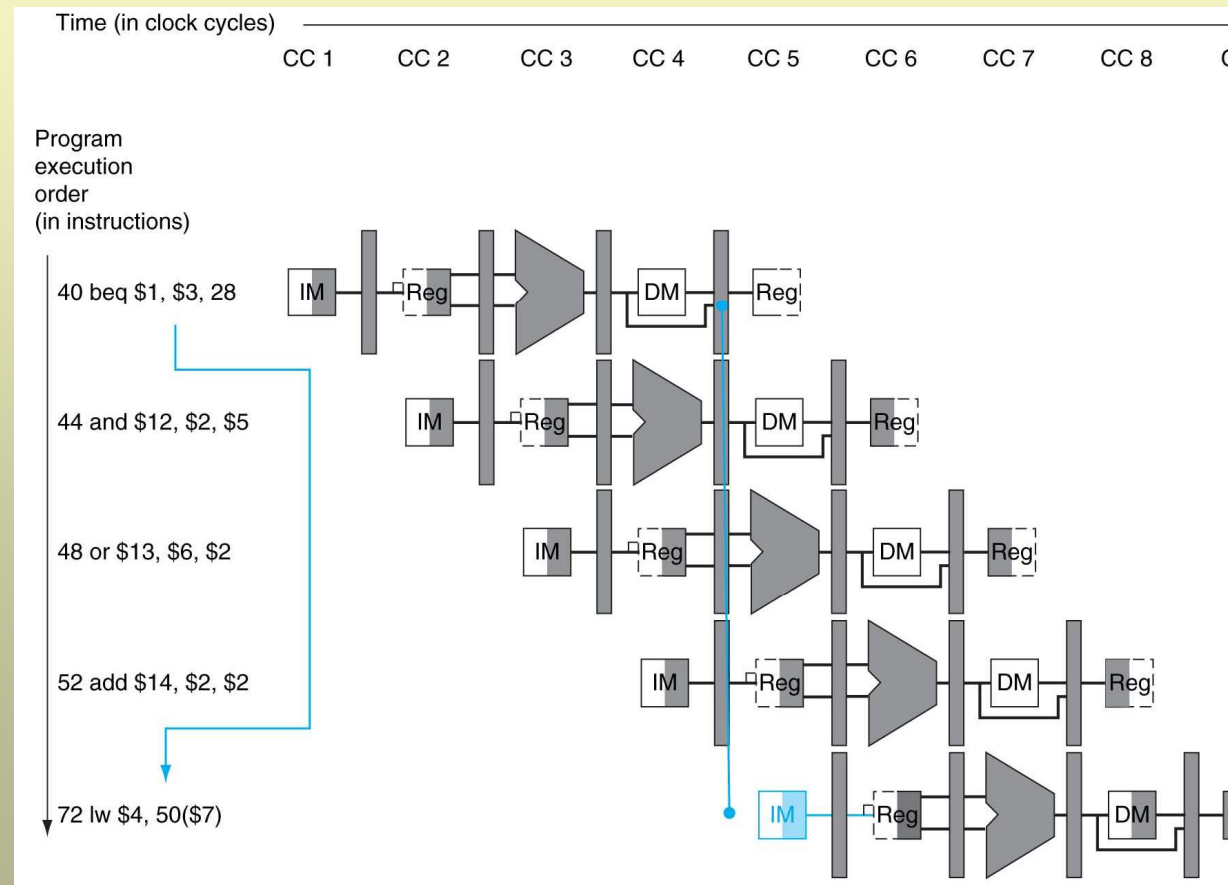 Time (in clock cycles)
CC 1 CC 2 CC 3 CC 4 CC 5 CC 6 CC 7 CC 8
Program
execution
order
(in instructions)
40 beq $1, $3, 28 IM Reg DM Reg
44 and $12, $2, $5 IM Reg DM Reg
48 or $13, $6, $2 IM Reg DM Reg
52 add $14, $2, $2 IM Reg DM Reg
72 lw $4, 50($7) IM Reg DM